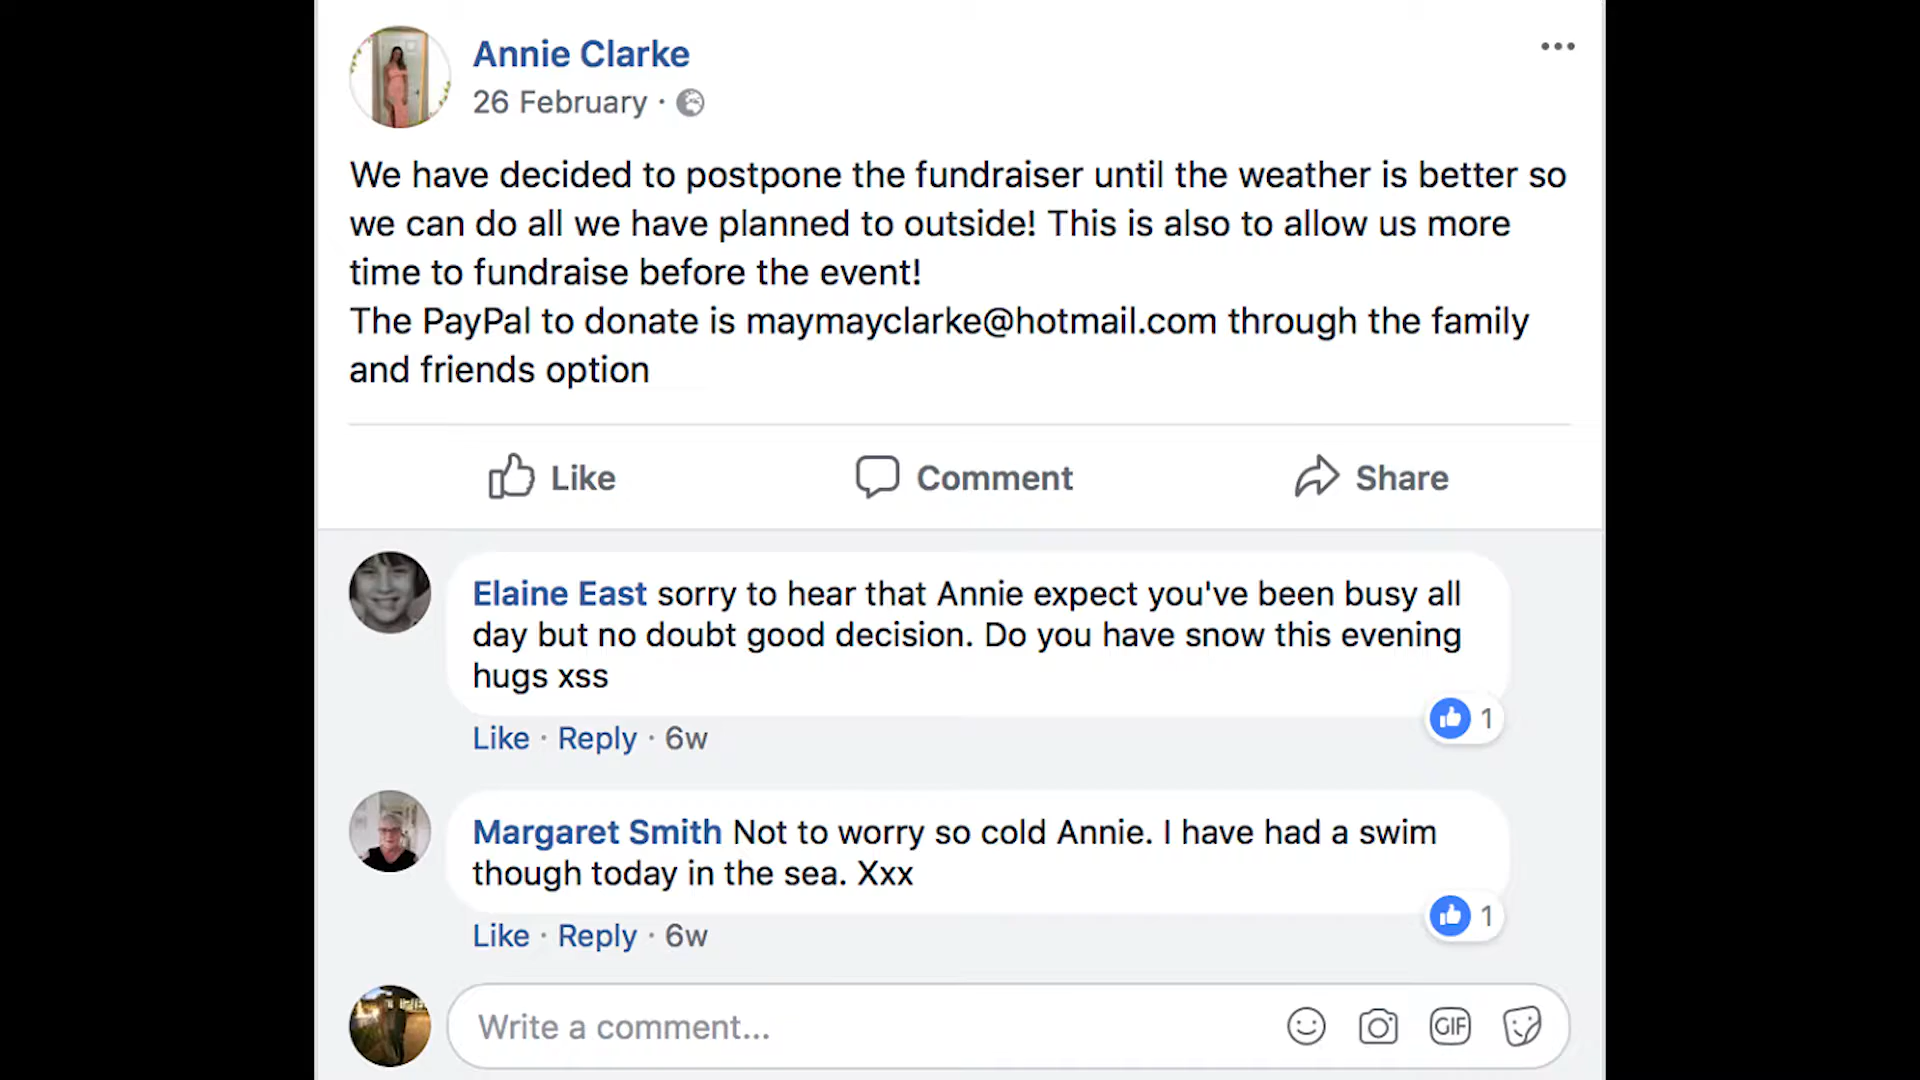 Annie Clarke
26 February ·
We have decided to postpone the fundraiser until the weather is better so
we can do all we have planned to outside! This is also to allow us more
time to fundraise before the event!
The PayPal to donate is maymayclarke@hotmail.com through the family
and friends option
Like Comment Share
Elaine East sorry to hear that Annie expect you've been busy all
day but no doubt good decision. Do you have snow this evening
hugs xss
1
Like · Reply · 6w
Margaret Smith Not to worry so cold Annie. I have had a swim
though today in the sea. Xxx
1
Like · Reply · 6w
Write a comment...
GIF